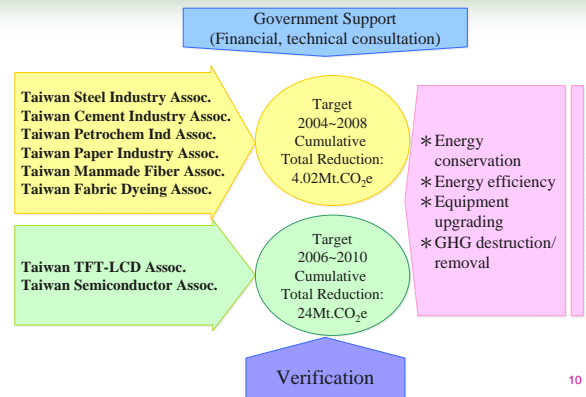 Government Support
(Financial, technical consultation)
Taiwan Steel Industry Assoc.
Taiwan Cement Industry Assoc.
Taiwan Petrochem Ind Assoc.
Taiwan Paper Industry Assoc.
Taiwan Manmade Fiber Assoc.
Taiwan Fabric Dyeing Assoc.
Target
2004~2008
Cumulative
Total Reduction:
4.02Mt.CO₂e
＊Energy
conservation
＊Energy efficiency
＊Equipment
upgrading
＊GHG destruction/
removal
Taiwan TFT-LCD Assoc.
Taiwan Semiconductor Assoc.
Target
2006~2010
Cumulative
Total Reduction:
24Mt.CO₂e
Verification
10